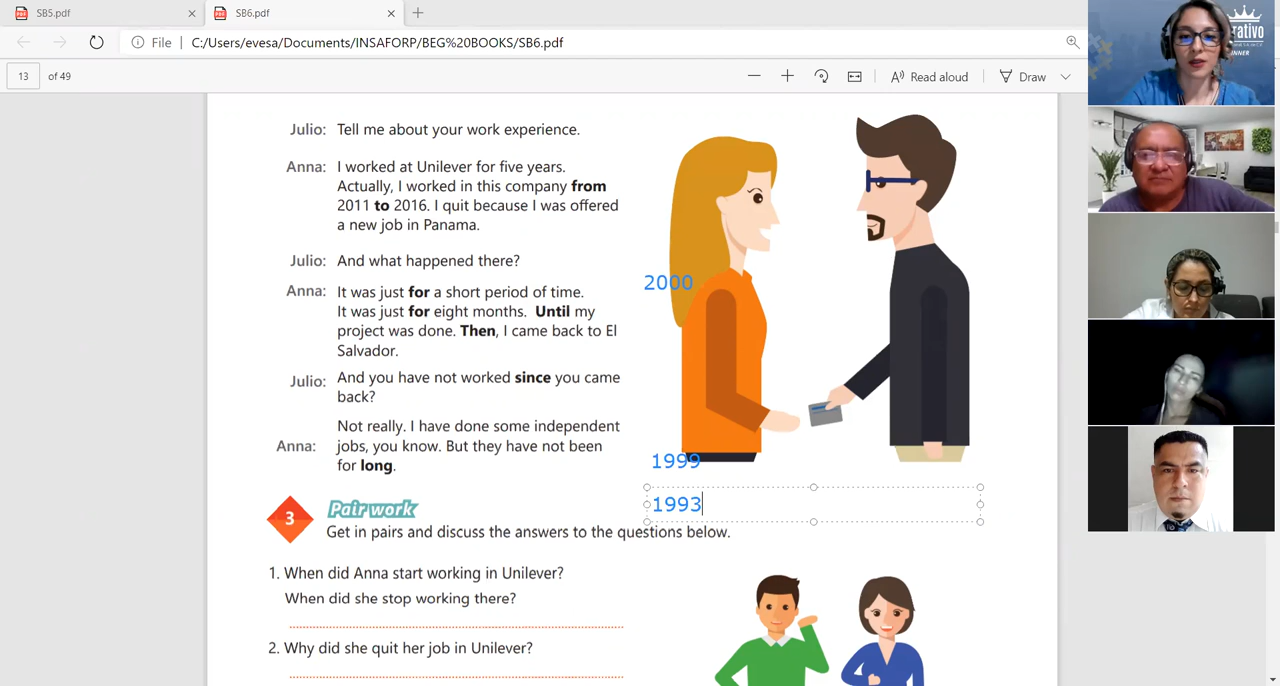 SB5.pdf
SB6.pdf
File
C:/Users/evesa/Documents/INSAFORP/BEG%20BOOKS/SB6.pdf
13 of 49
Read aloud
Draw
Julio: Tell me about your work experience.
Anna: I worked at Unilever for five years.
Actually, I worked in this company from
2011 to 2016. I quit because I was offered
a new job in Panama.
Julio: And what happened there?
Anna: It was just for a short period of time.
It was just for eight months. Until my
project was done. Then, I came back to El
Salvador.
Julio: And you have not worked since you came
back?
Not really. I have done some independent
Anna: jobs, you know. But they have not been
for long.
2000
1999
1993
3
Pair work
Get in pairs and discuss the answers to the questions below.
1. When did Anna start working in Unilever?
When did she stop working there?
2. Why did she quit her job in Unilever?
rativo